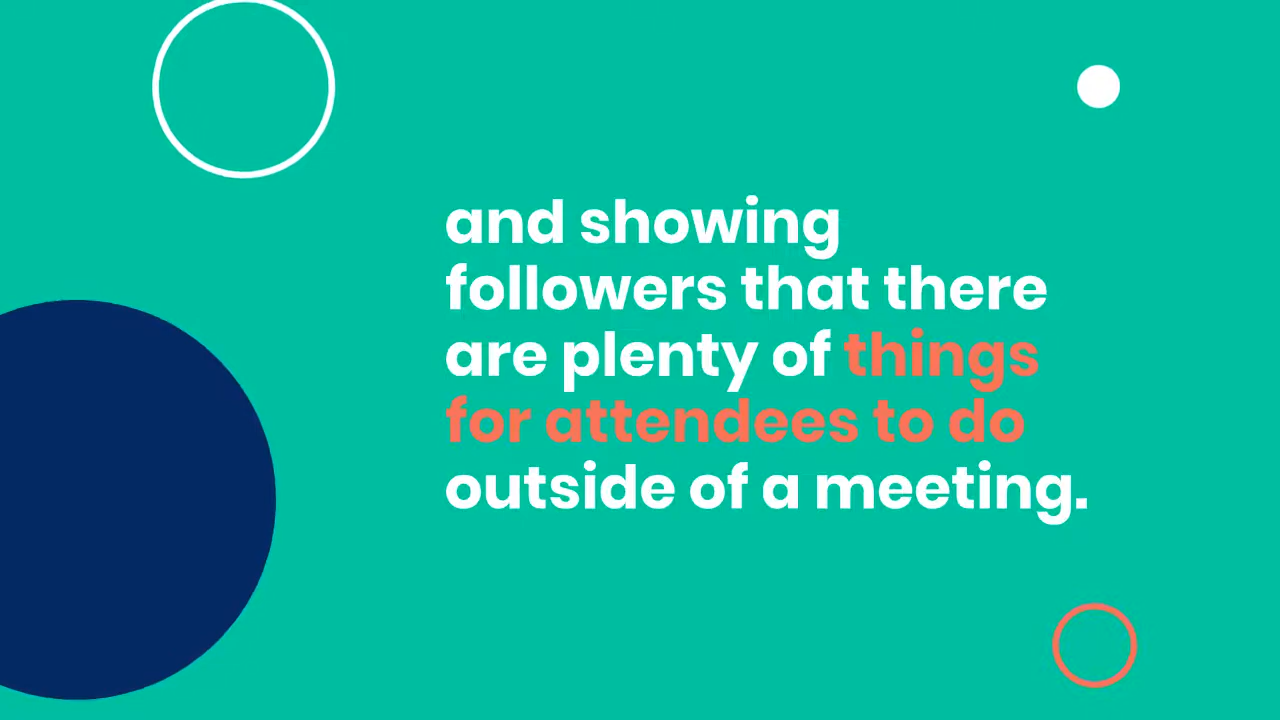 and showing
followers that there
are plenty of things
for attendees to do
outside of a meeting.